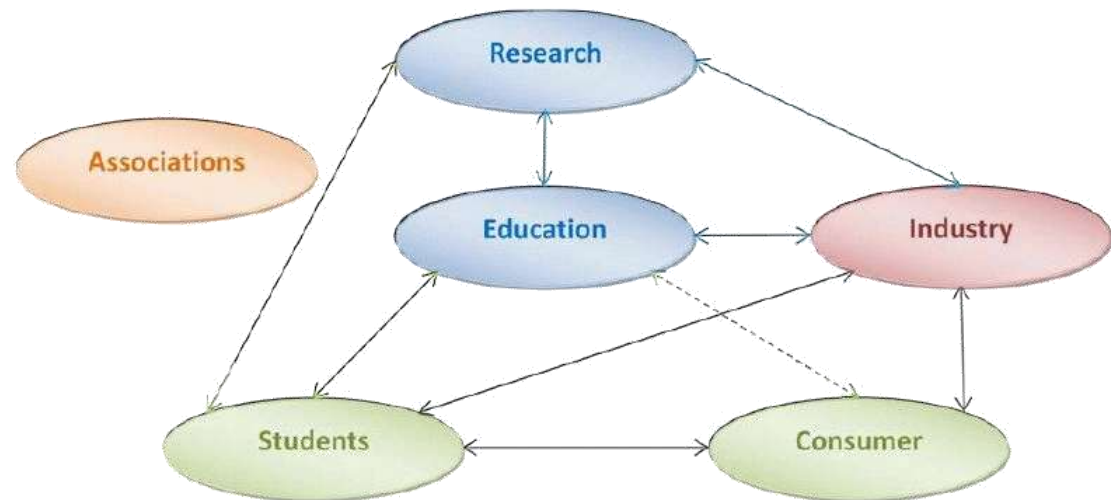 Research
Associations
Education
Industry
Students
Consumer